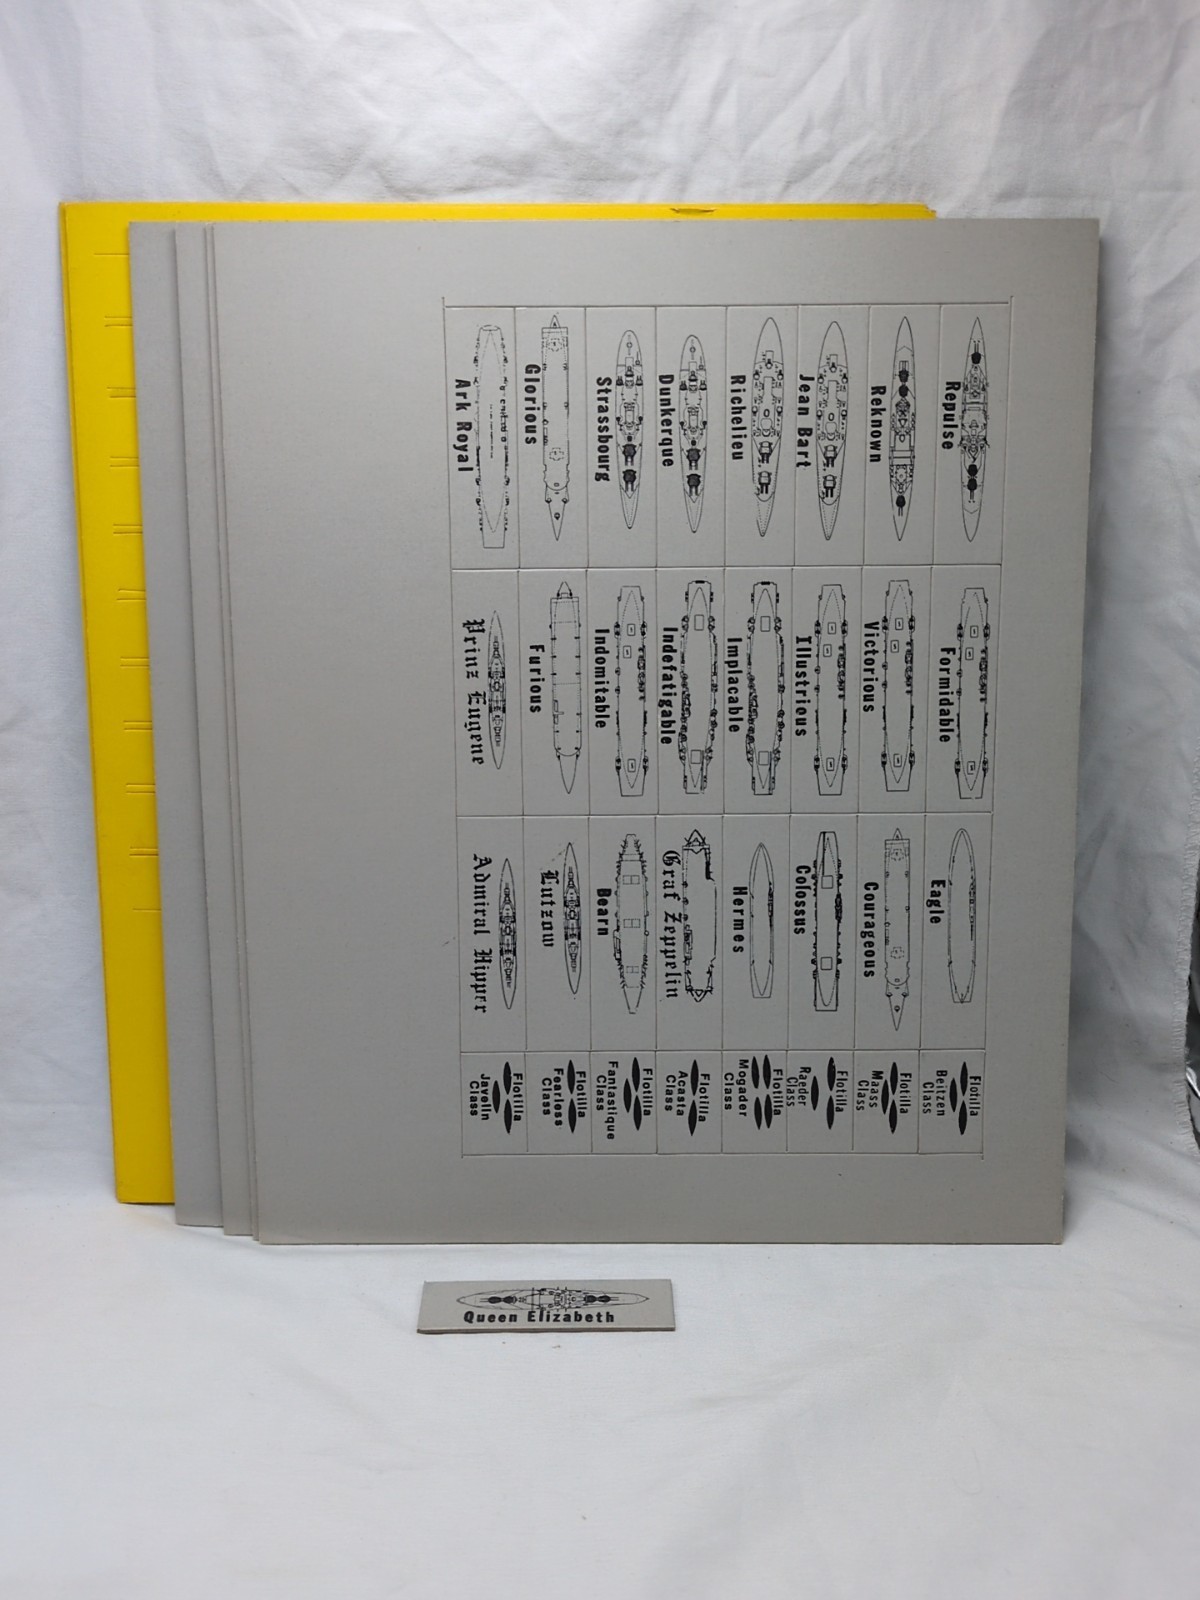 Repulse
Reknown
Jean Bart
Richelieu
Dunkerque
Strassbourg
Glorious
Ark Royal
Formidable
Victorious
Illustrious
Implacable
Indefatigable
Indomitable
Furious
Prinz Eugene
Eagle
Courageous
Colossus
Hermes
Graf Zeppelin
Bearn
Lutzow
Admiral Hipper
Flotilla
Beitzen
Class
Flotilla
Maass
Class
Flotilla
Raeder
Class
Flotilla
Mogader
Class
Flotilla
Acasta
Class
Flotilla
Fantastique
Class
Flotilla
Fearless
Class
Flotilla
Javelin
Class
Queen Elizabeth